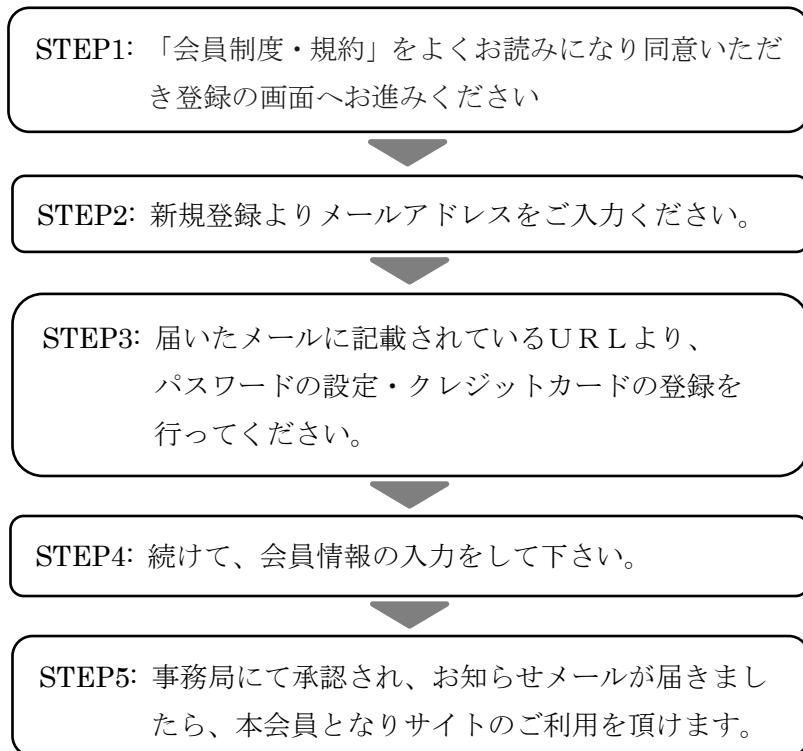 STEP1: 「会員制度・規約」をよくお読みになり同意いただ
き登録の画面へお進みください
STEP2: 新規登録よりメールアドレスをご入力ください。
STEP3: 届いたメールに記載されているＵＲＬより、
パスワードの設定・クレジットカードの登録を
行ってください。
STEP4: 続けて、会員情報の入力をして下さい。
STEP5: 事務局にて承認され、お知らせメールが届きまし
たら、本会員となりサイトのご利用を頂けます。